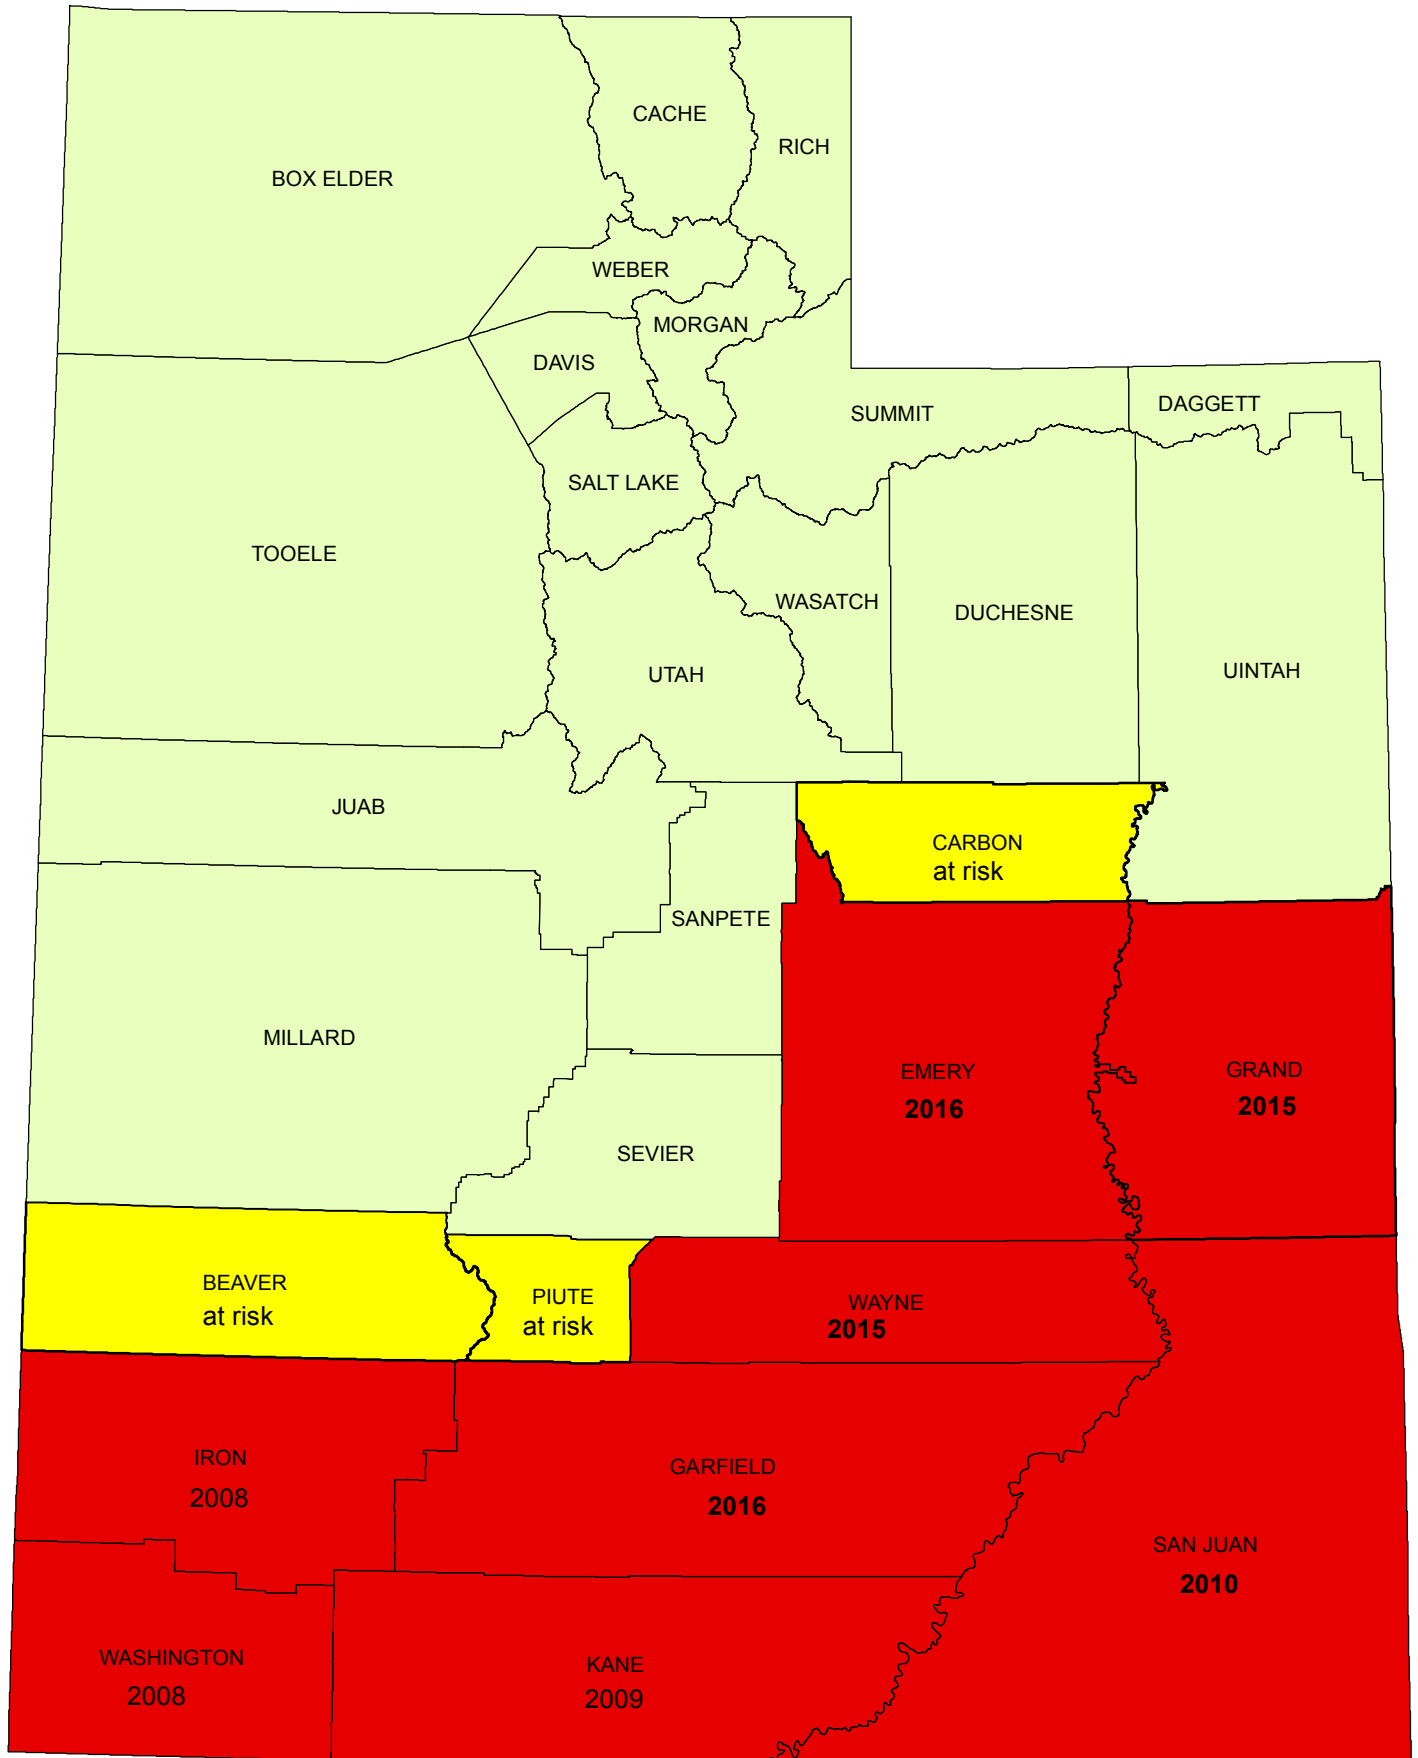 CACHE
RICH
BOX ELDER
WEBER
MORGAN
DAVIS
DAGGETT
SUMMIT
SALT LAKE
TOOELE
WASATCH
DUCHESNE
UINTAH
UTAH
JUAB
CARBON
at risk
SANPETE
MILLARD
EMERY
2016
GRAND
2015
SEVIER
BEAVER
at risk
PIUTE
at risk
WAYNE
2015
IRON
2008
GARFIELD
2016
SAN JUAN
2010
WASHINGTON
2008
KANE
2009